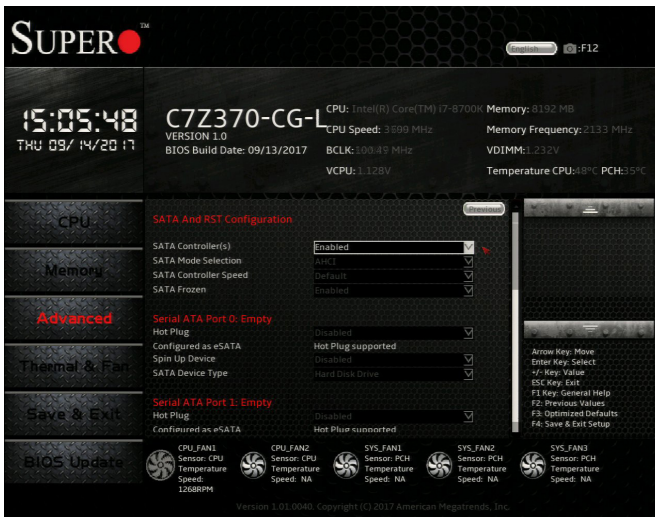 SUPER TM
English :F12
15:05:48
THU 09/ 14/2017
C7Z370-CG-L
VERSION 1.0
BIOS Build Date: 09/13/2017
CPU: Intel(R) Core(TM) i7-8700K
CPU Speed: 3699 MHz
BCLK:100.49 MHz
VCPU: 1.128V
Memory: 8192 MB
Memory Frequency: 2133 MHz
VDIMM:1.232V
Temperature CPU:48°C PCH:35°C
CPU
Memory
Advanced
Thermal & Fan
Save & Exit
BIOS Update
Previous
SATA And RST Configuration
SATA Controller(s) Enabled
SATA Mode Selection AHCI
SATA Controller Speed Default
SATA Frozen Enabled
Serial ATA Port 0: Empty
Hot Plug Disabled
Configured as eSATA Hot Plug supported
Spin Up Device Disabled
SATA Device Type Hard Disk Drive
Serial ATA Port 1: Empty
Hot Plug Disabled
Configured as eSATA Hot Plug supported
Arrow Key: Move
Enter Key: Select
+/- Key: Value
ESC Key: Exit
F1 Key: General Help
F2: Previous Values
F3: Optimized Defaults
F4: Save & Exit Setup
CPU_FAN1
Sensor: CPU
Temperature
Speed:
1268RPM
CPU_FAN2
Sensor: CPU
Temperature
Speed: NA
SYS_FAN1
Sensor: PCH
Temperature
Speed: NA
SYS_FAN2
Sensor: PCH
Temperature
Speed: NA
SYS_FAN3
Sensor: PCH
Temperature
Speed: NA
Version 1.01.0040. Copyright (C) 2017 American Megatrends, Inc.